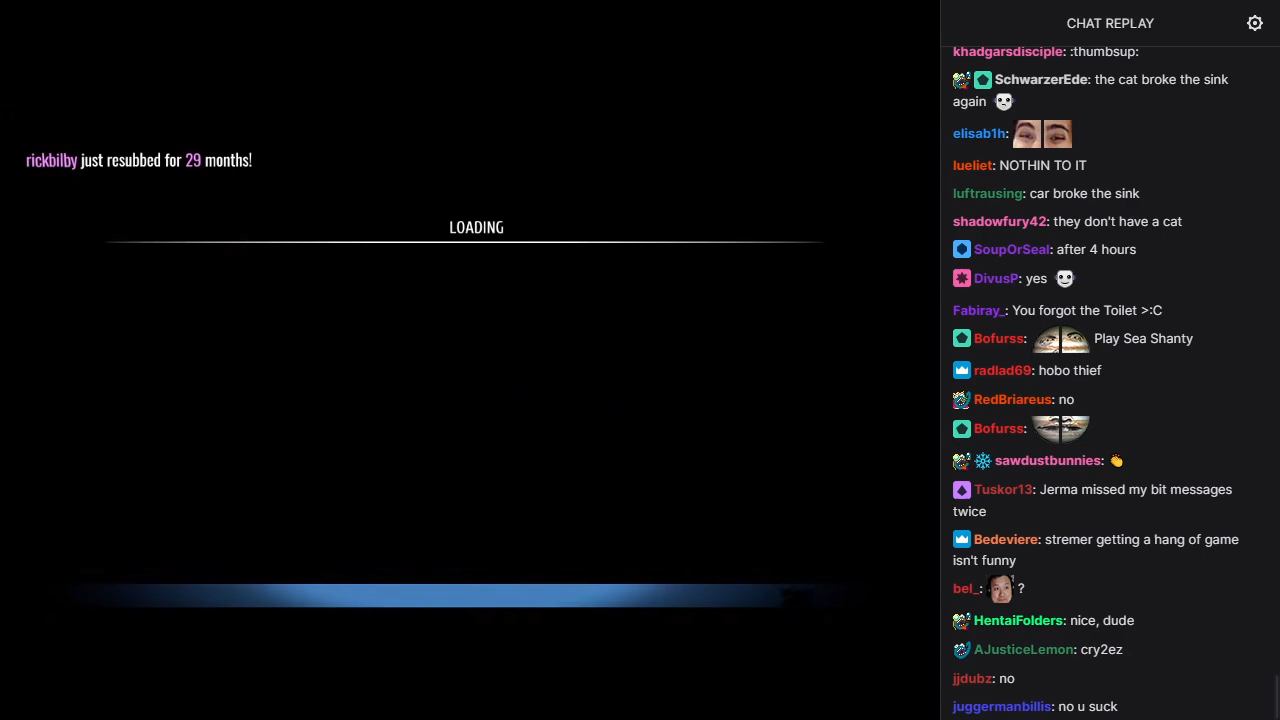 rickbilby just resubbed for 29 months!
LOADING
CHAT REPLAY
khadgarsdisciple: :thumbsup:
SchwarzerEde: the cat broke the sink
again
elisab1h:
lueliet: NOTHIN TO IT
luftrausing: car broke the sink
shadowfury42: they don't have a cat
SoupOrSeal: after 4 hours
DivusP: yes
Fabiray_: You forgot the Toilet >:C
Bofurss: Play Sea Shanty
radlad69: hobo thief
RedBriareus: no
Bofurss:
sawdustbunnies: 👏
Tuskor13: Jerma missed my bit messages
twice
Bedeviere: stremer getting a hang of game
isn't funny
bel_: ?
HentaiFolders: nice, dude
AJusticeLemon: cry2ez
jjdubz: no
juggermanbillis: no u suck